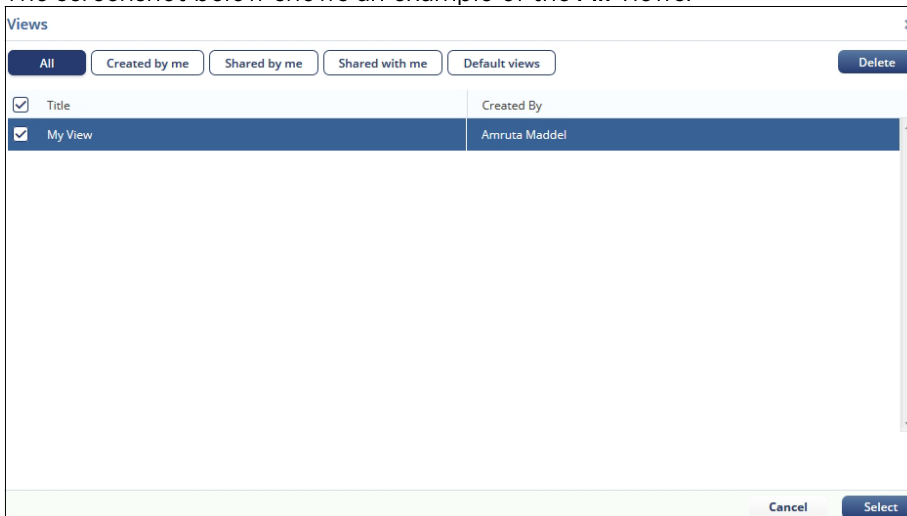 Views
All Created by me Shared by me Shared with me Default views Delete
Title Created By
My View Amruta Maddel
Cancel Select